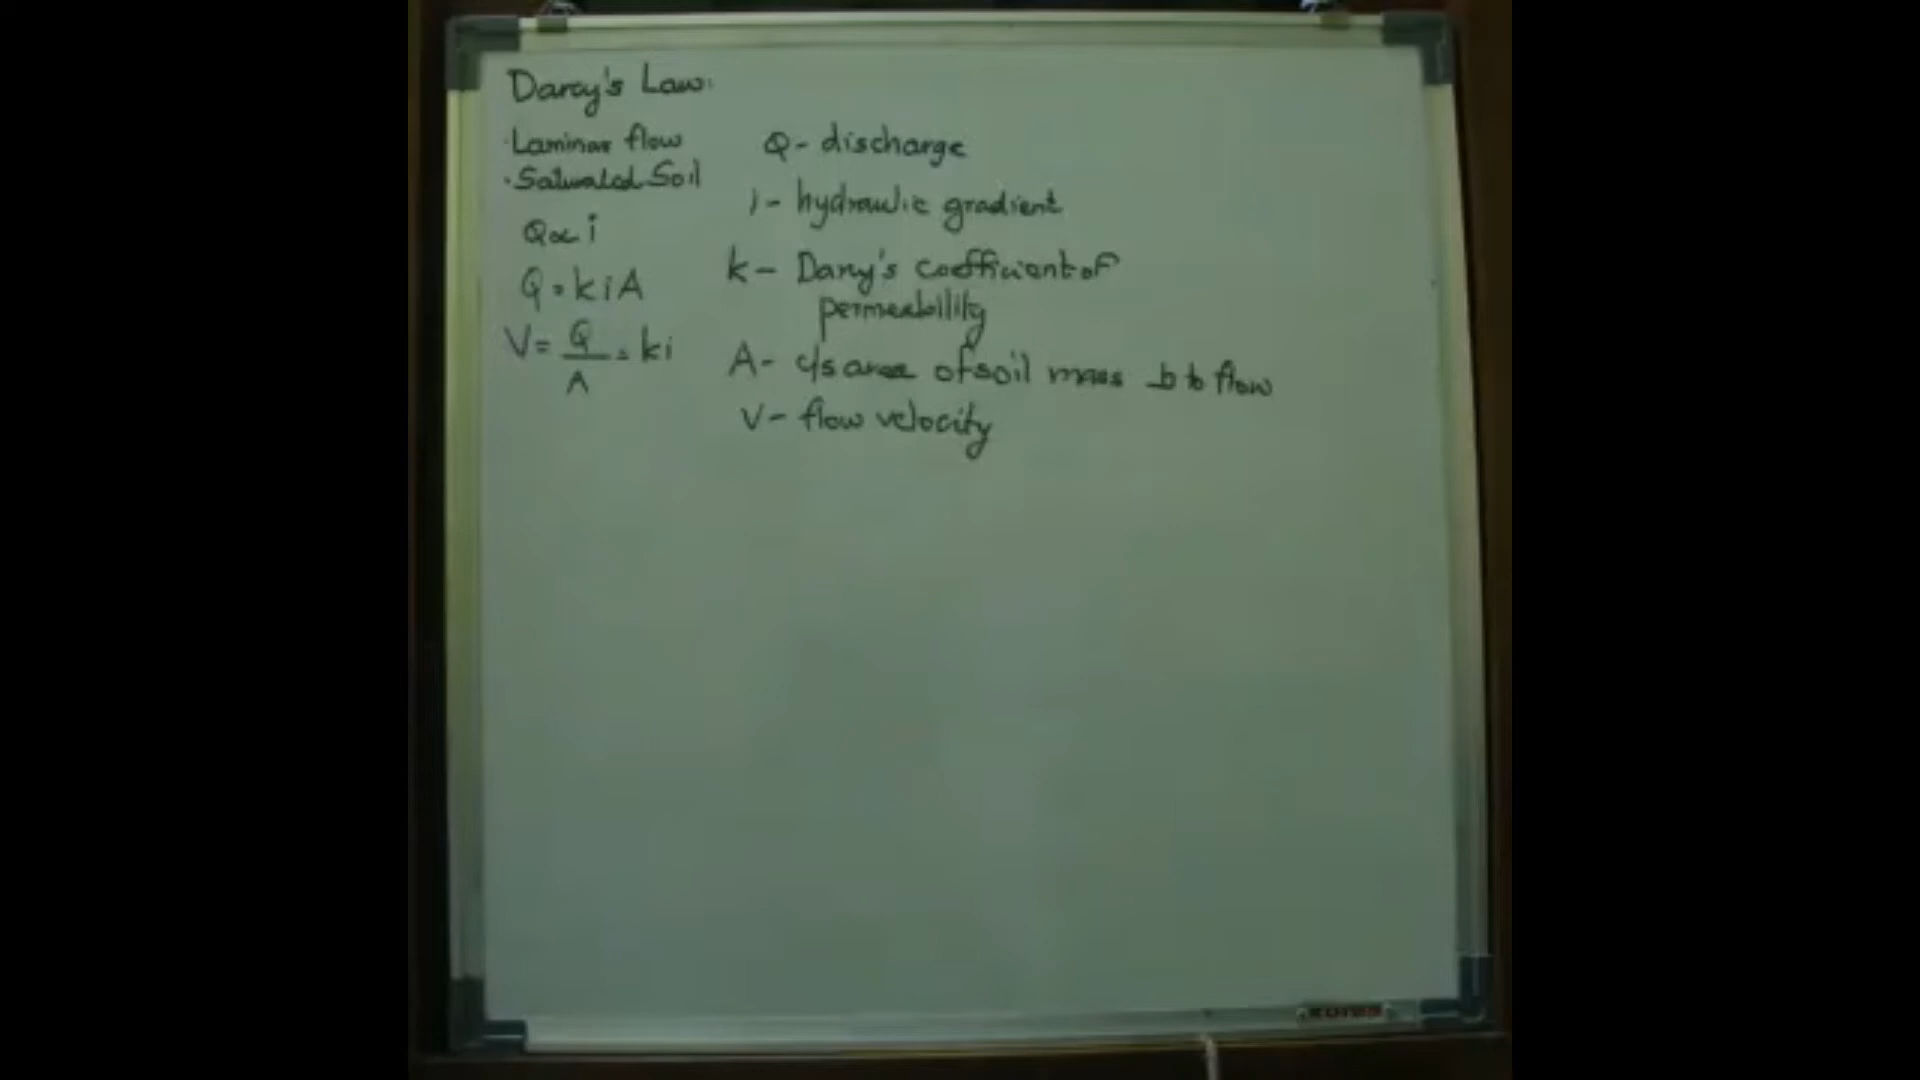 Darcy's Law:
· Laminar flow
· Saturated Soil
Q ∝ i
Q = k i A
V = Q/A = ki
Q - discharge
i - hydraulic gradient
k - Darcy's coefficient of
permeability
A - c/s area of soil mass ⊥ to flow
V - flow velocity